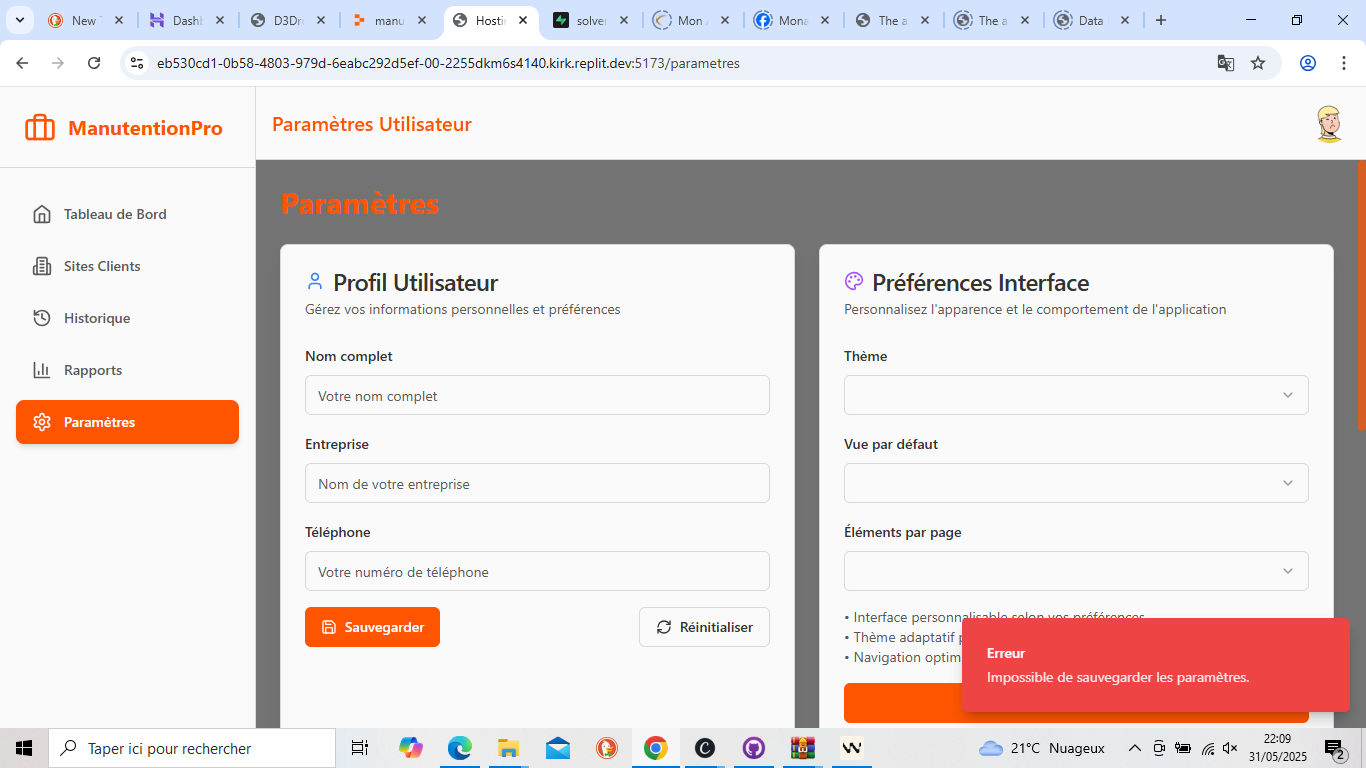 New T
Dashb
D3Dro
manu
Hostin
solver
Mon A
Mona
The a
The a
Data
eb530cd1-0b58-4803-979d-6eabc292d5ef-00-2255dkm6s4140.kirk.replit.dev:5173/parametres
ManutentionPro
Paramètres Utilisateur
Tableau de Bord
Sites Clients
Historique
Rapports
Paramètres
Paramètres
Profil Utilisateur
Gérez vos informations personnelles et préférences
Nom complet
Votre nom complet
Entreprise
Nom de votre entreprise
Téléphone
Votre numéro de téléphone
Sauvegarder
Réinitialiser
Préférences Interface
Personnalisez l'apparence et le comportement de l'application
Thème
Vue par défaut
Éléments par page
• Interface personnalisable selon vos préférences
• Thème adaptatif
• Navigation optim
Erreur
Impossible de sauvegarder les paramètres.
Taper ici pour rechercher
21°C Nuageux
22:09
31/05/2025
2